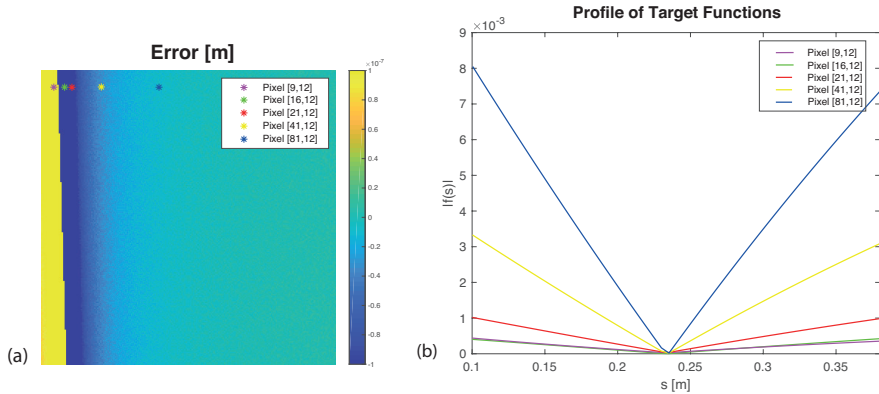 Error [m]
×10-7
1
0.8
0.6
0.4
0.2
0
-0.2
-0.4
-0.6
-0.8
-1
Pixel [9,12]
Pixel [16,12]
Pixel [21,12]
Pixel [41,12]
Pixel [81,12]
(a)
Profile of Target Functions
×10-3
9
8
7
6
5
4
3
2
1
0
|f(s)|
Pixel [9,12]
Pixel [16,12]
Pixel [21,12]
Pixel [41,12]
Pixel [81,12]
0.1
0.15
0.2
0.25
0.3
0.35
s [m]
(b)